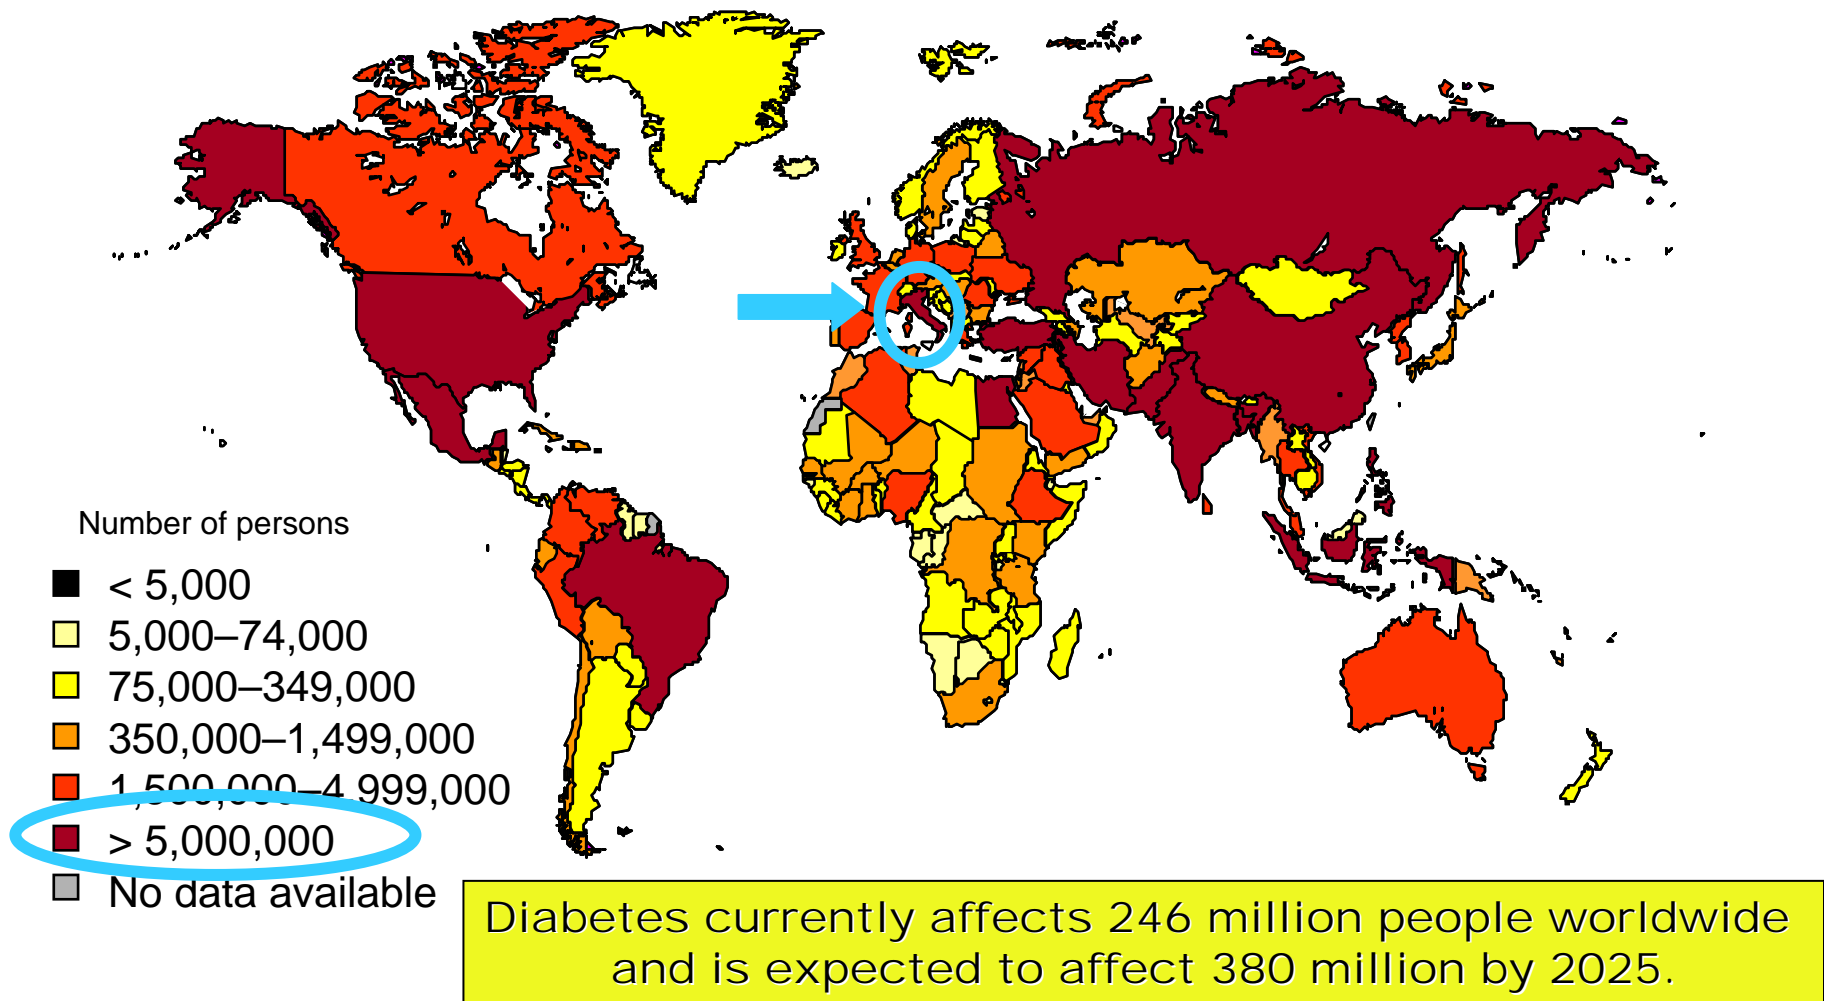 Number of persons
< 5,000
5,000–74,000
75,000–349,000
350,000–1,499,000
1,500,000–4,999,000
> 5,000,000
No data available
Diabetes currently affects 246 million people worldwide
and is expected to affect 380 million by 2025.